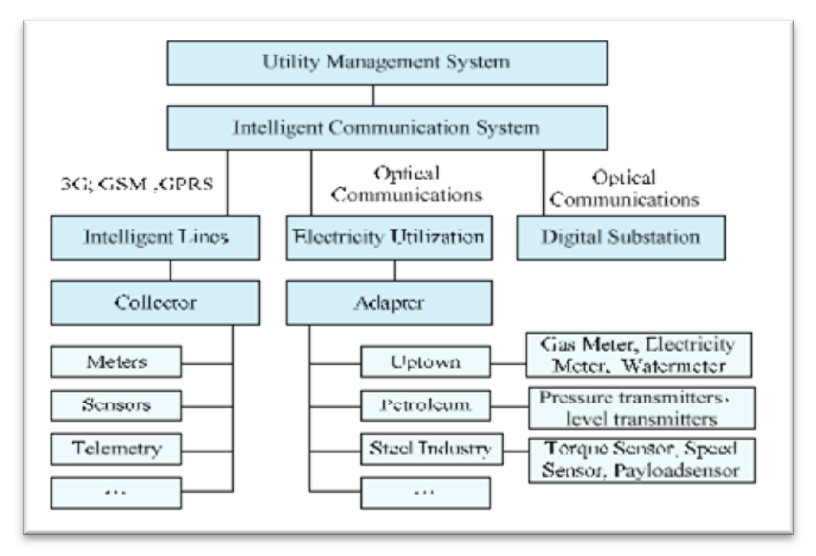 Utility Management System
Intelligent Communication System
3G; GSM ,GPRS
Optical
Communications
Optical
Communications
Intelligent Lines
Electricity Utilization
Digital Substation
Collector
Adapter
Meters
Uptown
Gas Meter, Electricity
Meter, Watermeter
Sensors
Petroleum
Pressure transmitters,
level transmitters
Telemetry
Steel Industry
Torque Sensor, Speed
Sensor, Payloadsensor
...
...